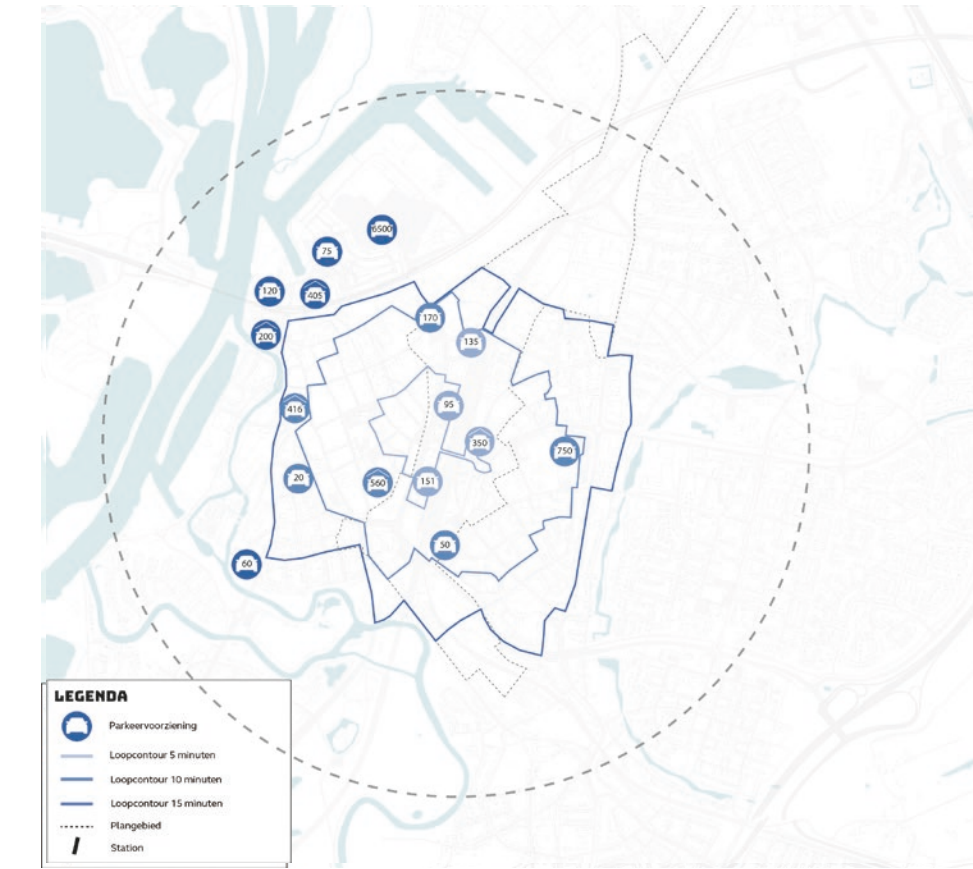 6500
75
120
405
200
170
135
416
95
350
750
20
560
151
50
60
LEGENDA
Parkeervoorziening
Loopcontour 5 minuten
Loopcontour 10 minuten
Loopcontour 15 minuten
Plangebied
Station